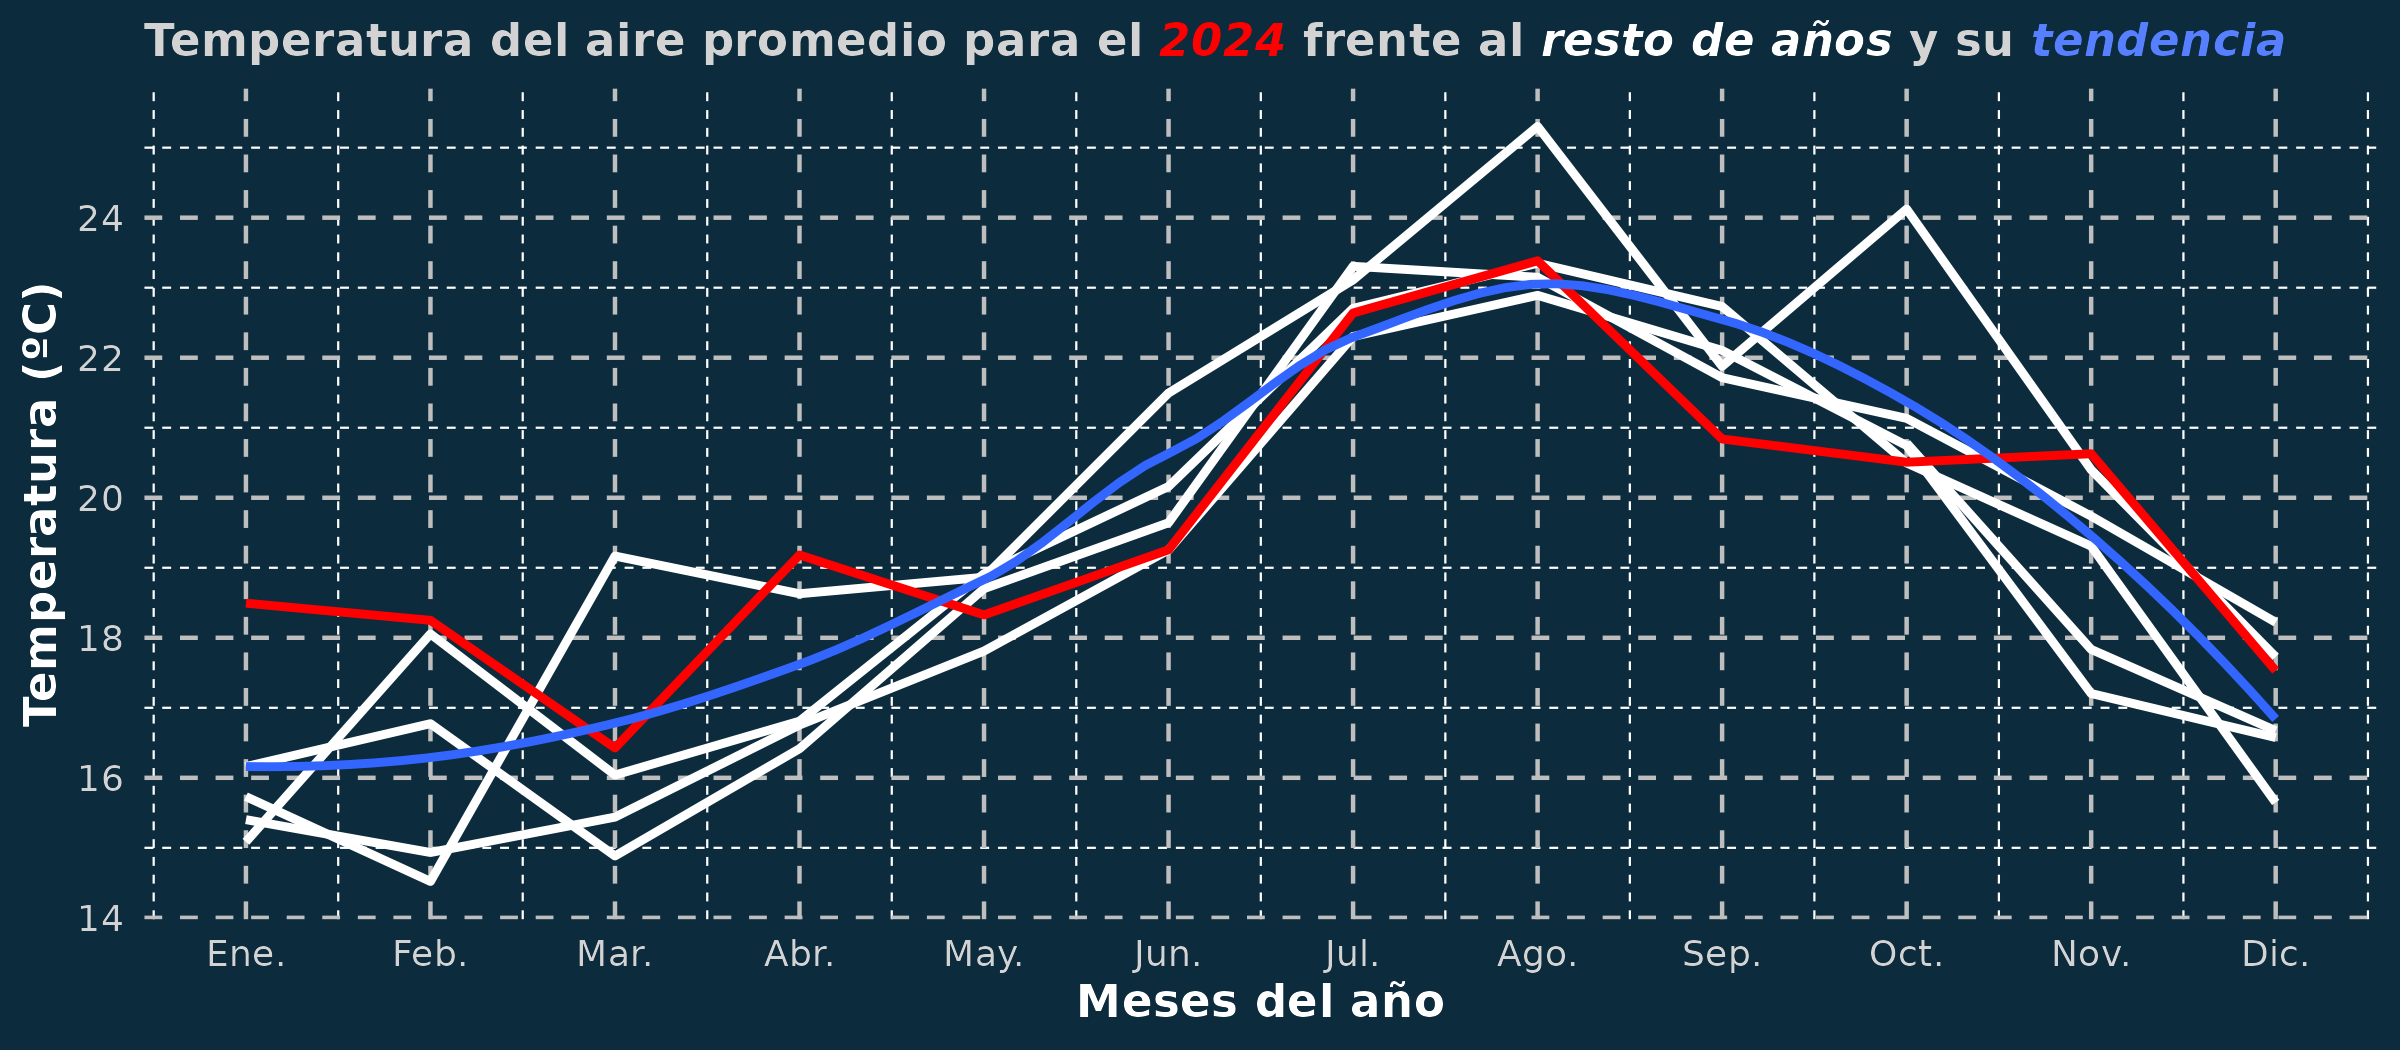 Temperatura del aire promedio para el 2024 frente al resto de años y su tendencia
Temperatura (ºC)
24
22
20
18
16
14
Ene. Feb. Mar. Abr. May. Jun. Jul. Ago. Sep. Oct. Nov. Dic.
Meses del año